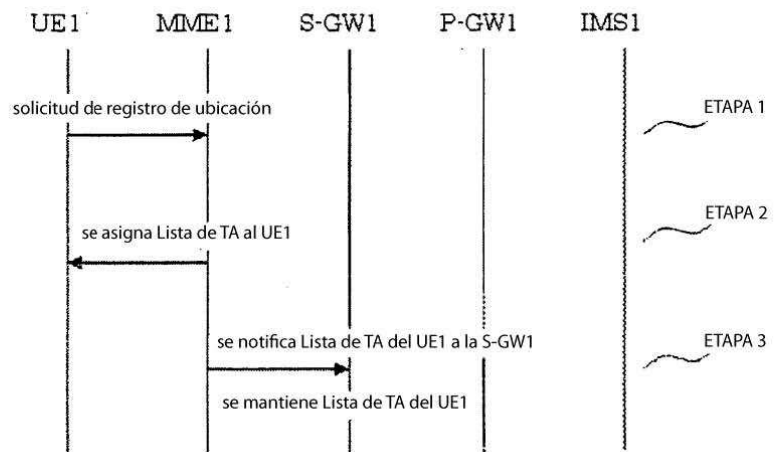 UE1 MME1 S-GW1 P-GW1 IMS1
solicitud de registro de ubicación
ETAPA 1
se asigna Lista de TA al UE1
ETAPA 2
se notifica Lista de TA del UE1 a la S-GW1
ETAPA 3
se mantiene Lista de TA del UE1